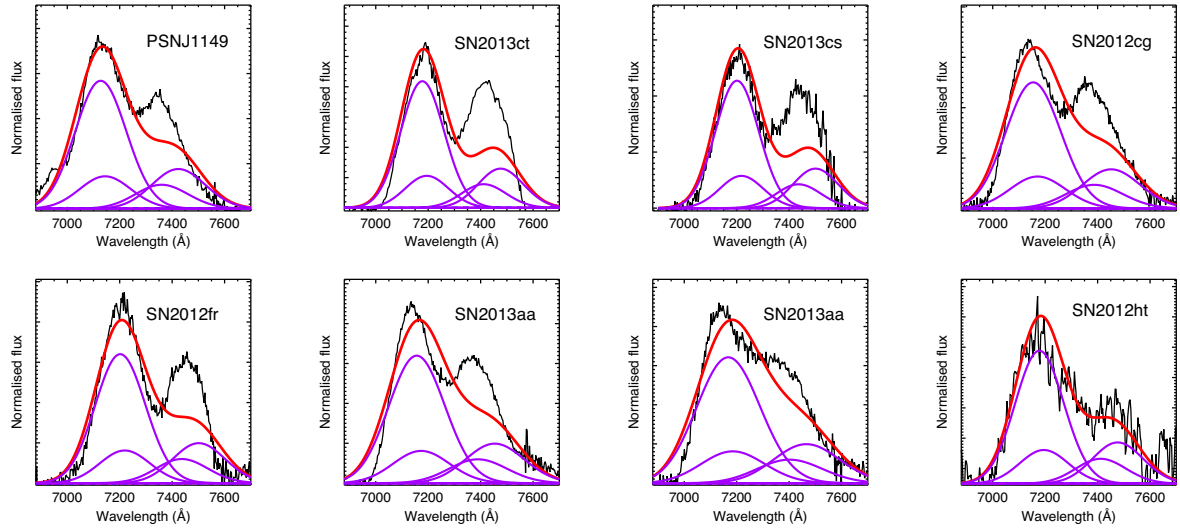 PSNJ1149
Normalised flux
7000 7200 7400 7600
Wavelength (Å)
SN2013ct
Normalised flux
7000 7200 7400 7600
Wavelength (Å)
SN2013cs
Normalised flux
7000 7200 7400 7600
Wavelength (Å)
SN2012cg
Normalised flux
7000 7200 7400 7600
Wavelength (Å)
SN2012fr
Normalised flux
7000 7200 7400 7600
Wavelength (Å)
SN2013aa
Normalised flux
7000 7200 7400 7600
Wavelength (Å)
SN2013aa
Normalised flux
7000 7200 7400 7600
Wavelength (Å)
SN2012ht
Normalised flux
7000 7200 7400 7600
Wavelength (Å)